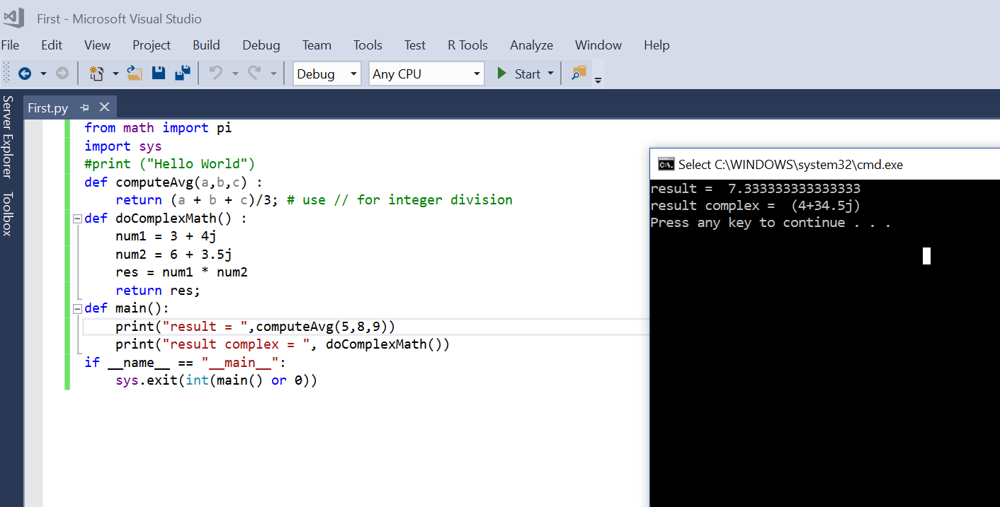 First - Microsoft Visual Studio
File Edit View Project Build Debug Team Tools Test R Tools Analyze Window Help
Debug Any CPU Start
Server Explorer
Toolbox
First.py
from math import pi
import sys
#print ("Hello World")
def computeAvg(a,b,c) :
    return (a + b + c)/3; # use // for integer division
def doComplexMath() :
    num1 = 3 + 4j
    num2 = 6 + 3.5j
    res = num1 * num2
    return res;
def main():
    print("result = ",computeAvg(5,8,9))
    print("result complex = ", doComplexMath())
if __name__ == "__main__":
    sys.exit(int(main() or 0))
C:\.
Select C:\WINDOWS\system32\cmd.exe
result =  7.333333333333333
result complex =  (4+34.5j)
Press any key to continue . . .